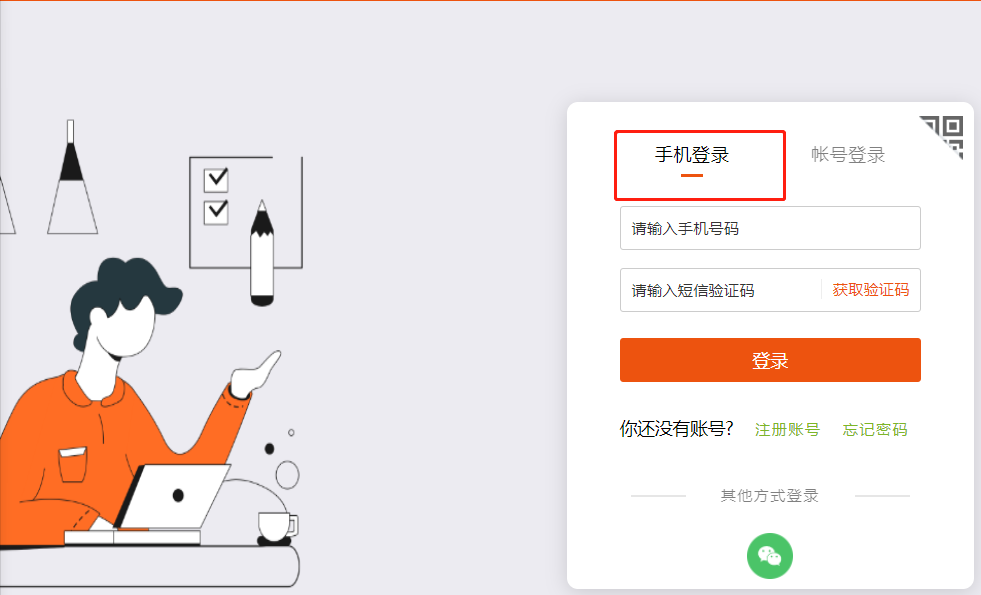 手机登录 帐号登录
请输入手机号码
请输入短信验证码 获取验证码
登录
你还没有账号? 注册账号 忘记密码
其他方式登录